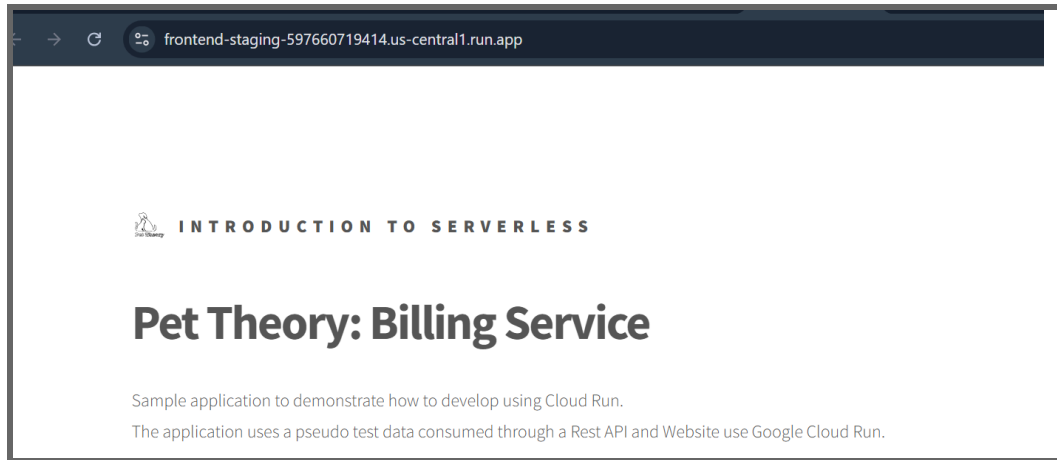 frontend-staging-597660719414.us-central1.run.app
INTRODUCTION TO SERVERLESS
Pet Theory: Billing Service
Sample application to demonstrate how to develop using Cloud Run.
The application uses a pseudo test data consumed through a Rest API and Website use Google Cloud Run.